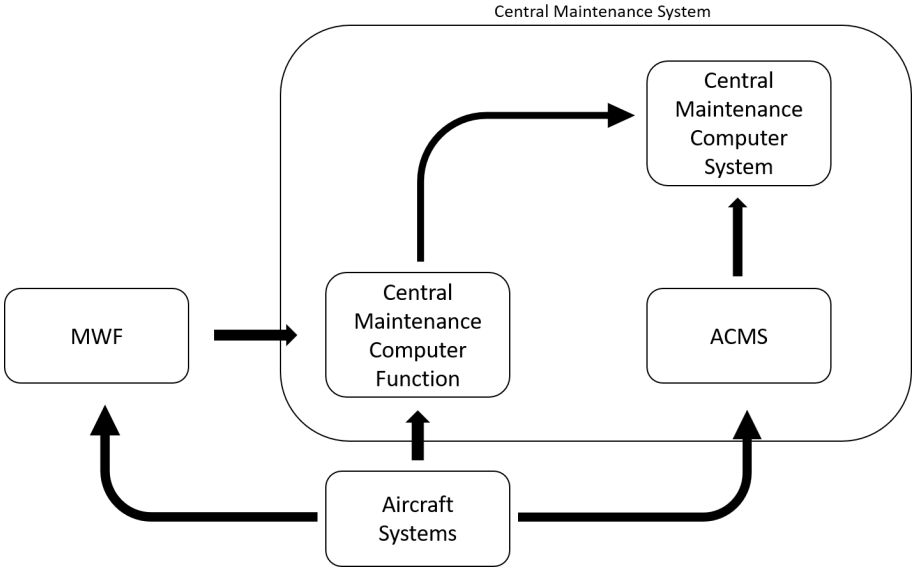 Central Maintenance System
Central
Maintenance
Computer
System
Central
Maintenance
Computer
Function
MWF
ACMS
Aircraft
Systems